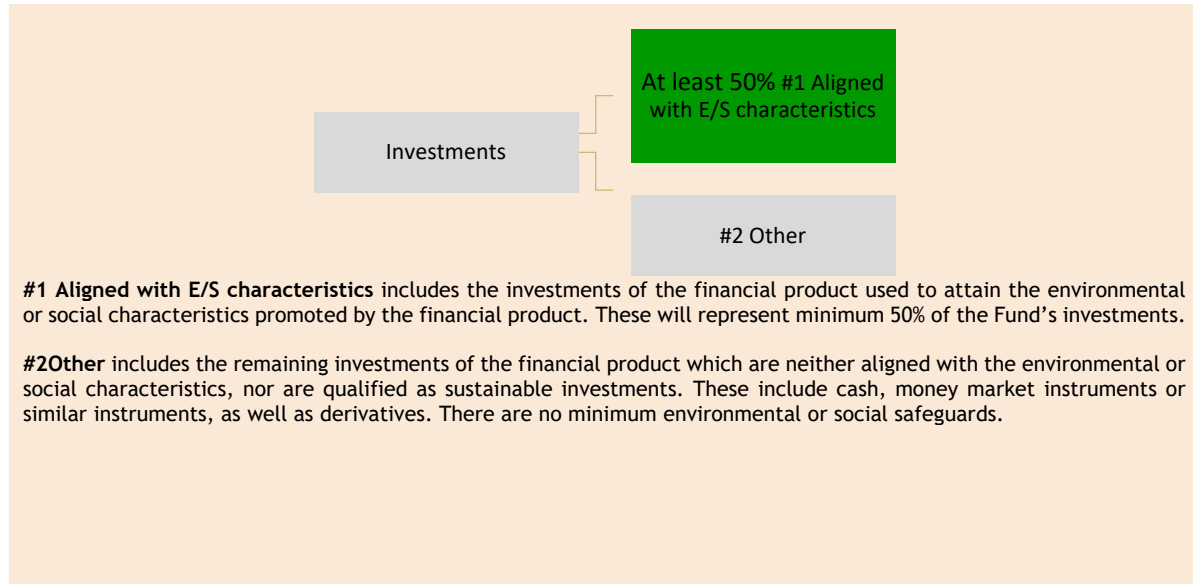 At least 50% #1 Aligned
with E/S characteristics
Investments
#2 Other
#1 Aligned with E/S characteristics includes the investments of the financial product used to attain the environmental
or social characteristics promoted by the financial product. These will represent minimum 50% of the Fund’s investments.
#2Other includes the remaining investments of the financial product which are neither aligned with the environmental or
social characteristics, nor are qualified as sustainable investments. These include cash, money market instruments or
similar instruments, as well as derivatives. There are no minimum environmental or social safeguards.